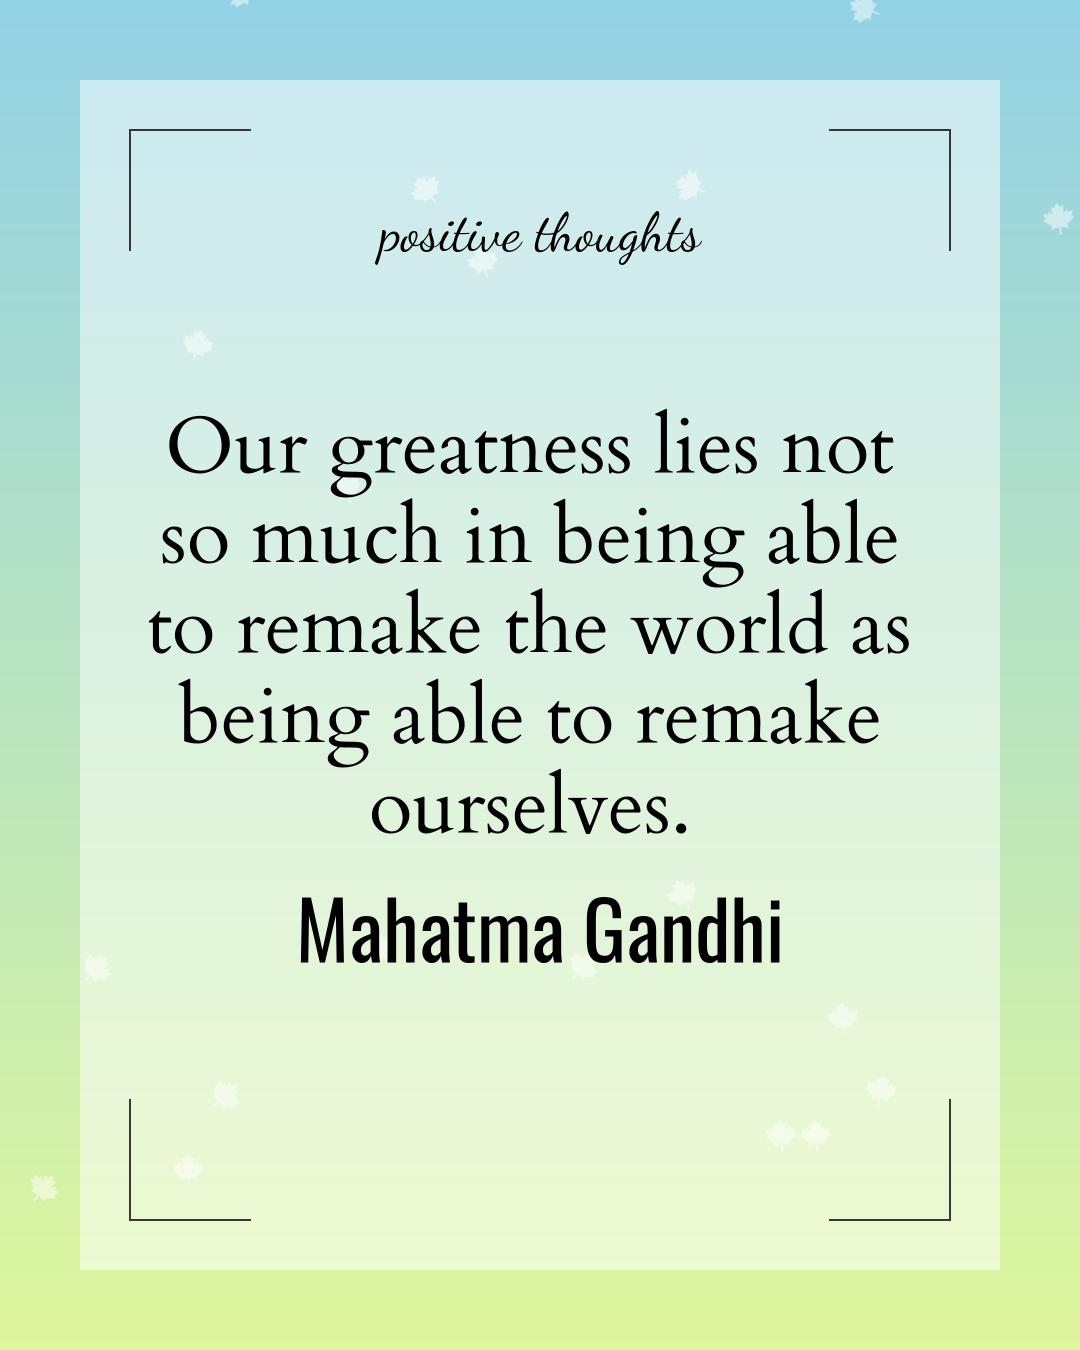 positive thoughts
Our greatness lies not
so much in being able
to remake the world as
being able to remake
ourselves.
Mahatma Gandhi